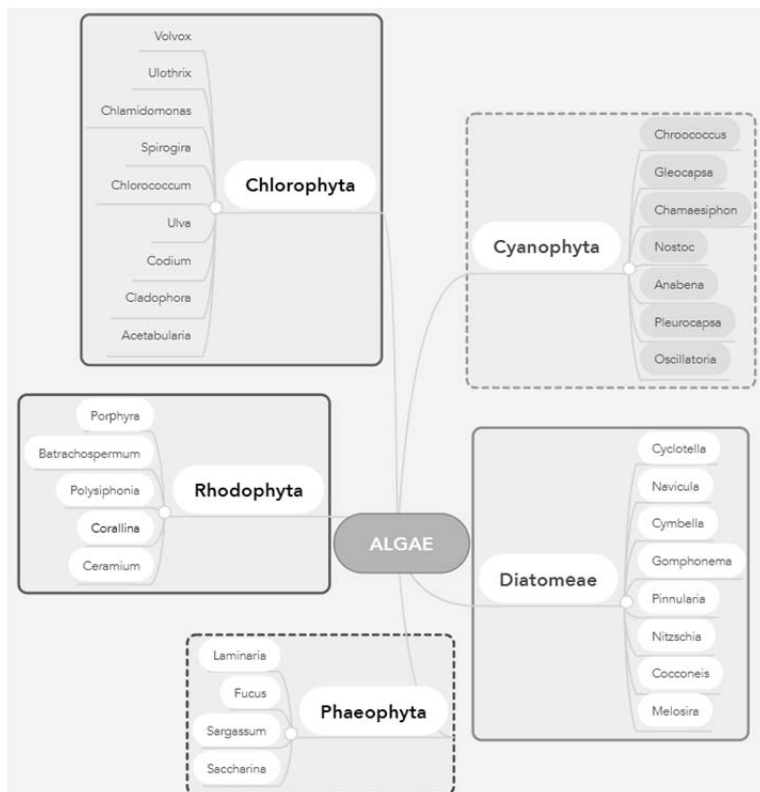 Volvox
Ulothrix
Chlamidomonas
Spirogira
Chlorococcum
Ulva
Codium
Cladophora
Acetabularia
Chlorophyta
Chroococcus
Gleocapsa
Chamaesiphon
Nostoc
Anabena
Pleurocapsa
Oscillatoria
Cyanophyta
Porphyra
Batrachospermum
Polysiphonia
Corallina
Ceramium
Rhodophyta
ALGAE
Cyclotella
Navicula
Cymbella
Gomphonema
Pinnularia
Nitzschia
Cocconeis
Melosira
Diatomeae
Laminaria
Fucus
Sargassum
Saccharina
Phaeophyta